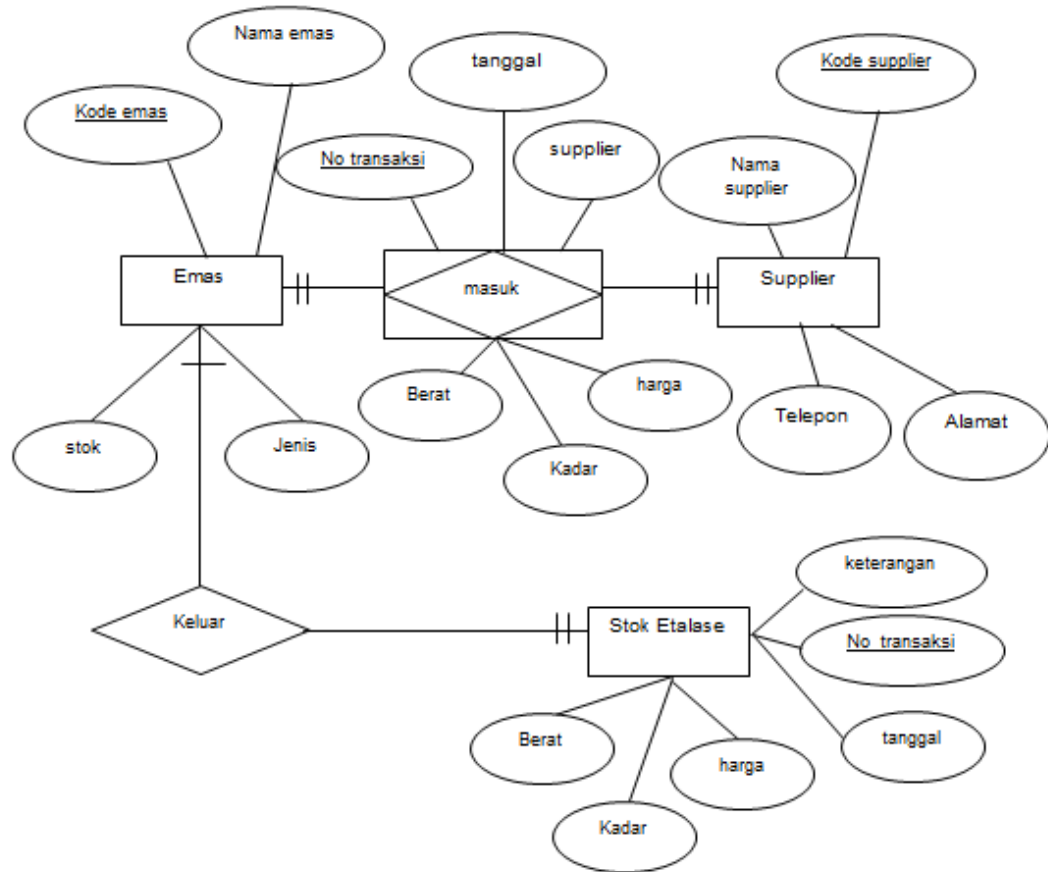 Nama emas
tanggal
Kode supplier
Kode emas
No transaksi
supplier
Nama
supplier
Emas
masuk
Supplier
Berat
harga
stok
Jenis
Kadar
Telepon
Alamat
keterangan
Keluar
Stok Etalase
No transaksi
Berat
harga
tanggal
Kadar